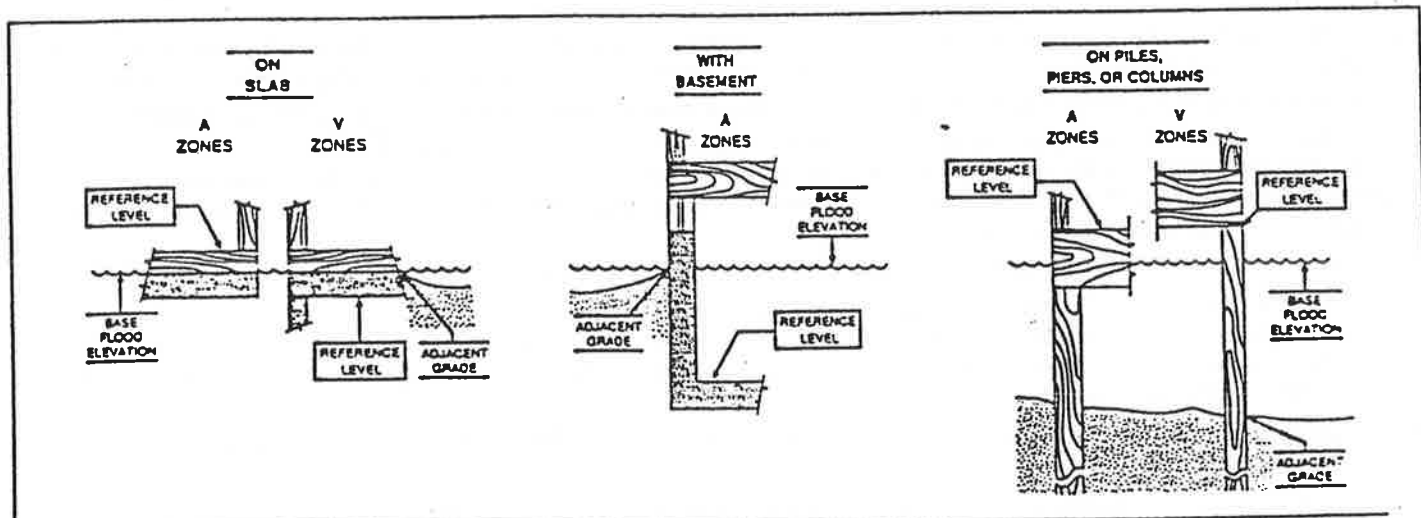 ON
SLAB
A
ZONES
V
ZONES
REFERENCE
LEVEL
BASE
FLOOD
ELEVATION
REFERENCE
LEVEL
ADJACENT
GRADE
WITH
BASEMENT
A
ZONES
BASE
FLOOD
ELEVATION
ADJACENT
GRADE
REFERENCE
LEVEL
ON PILES,
PIERS, OR COLUMNS
A
ZONES
V
ZONES
REFERENCE
LEVEL
REFERENCE
LEVEL
BASE
FLOOD
ELEVATION
ADJACENT
GRADE